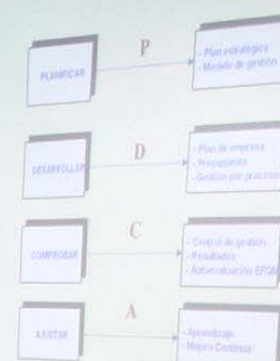 P
PLANIFICAR
- Plan estratégico
- Modelo de gestión
D
DESARROLLAR
- Plan de empresa
- Presupuesto
- Gestión por procesos
C
COMPROBAR
- Control de gestión
- Resultados
- Autoevaluación EFQM
A
AJUSTAR
- Aprendizaje
- Mejora Continua